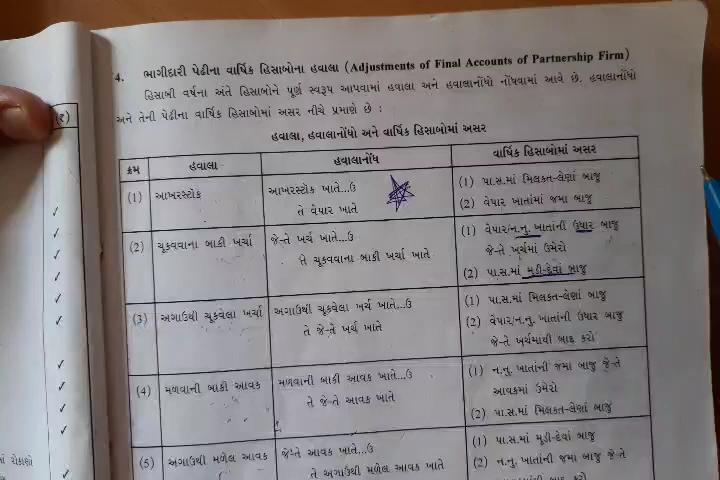 4. ભાગીદારી પેઢીના વાર્ષિક હિસાબોના હવાલા (Adjustments of Final Accounts of Partnership Firm)
હિસાબી વર્ષના અંતે હિસાબોને પૂર્ણ સ્વરૂપ આપવામાં હવાલા અને હવાલાનોંધો નોંધવામાં આવે છે. હવાલાનોંધો
અને તેની પેઢીના વાર્ષિક હિસાબોમાં અસર નીચે પ્રમાણે છે :
હવાલા, હવાલાનોંધો અને વાર્ષિક હિસાબોમાં અસર
ક્રમ હવાલા હવાલાનોંધ વાર્ષિક હિસાબોમાં અસર
(1) આખરસ્ટોક આખરસ્ટોક ખાતે...ઉ (1) પા.સ.માં મિલકત-લેણાં બાજુ
તે વેપાર ખાતે (2) વેપાર ખાતામાં જમા બાજુ
(2) ચૂકવવાના બાકી ખર્ચા જે-તે ખર્ચ ખાતે...ઉ (1) વેપાર/ન.નુ. ખાતાની ઉધાર બાજુ
તે ચૂકવવાના બાકી ખર્ચા ખાતે જે-તે ખર્ચમાં ઉમેરો
(2) પા.સ.માં મૂડી-દેવાં બાજુ
(3) અગાઉથી ચૂકવેલા ખર્ચા અગાઉથી ચૂકવેલા ખર્ચ ખાતે...ઉ (1) પા.સ.માં મિલકત-લેણાં બાજુ
તે જે-તે ખર્ચ ખાતે (2) વેપાર/ન.નુ. ખાતાની ઉધાર બાજુ
જે-તે ખર્ચમાંથી બાદ કરો
(4) મળવાની બાકી આવક મળવાની બાકી આવક ખાતે...ઉ (1) ન.નુ. ખાતાંની જમા બાજુ જે-તે
તે જે-તે આવક ખાતે આવકમાં ઉમેરો
(2) પા.સ.માં મિલકત-લેણાં બાજુ
(5) અગાઉથી મળેલ આવક જે-તે આવક ખાતે...ઉ (1) પા.સ.માં મૂડી-દેવાં બાજુ
તે અગાઉથી મળેલ આવક ખાતે (2) ન.નુ. ખાતાંની જમા બાજુ જે-તે